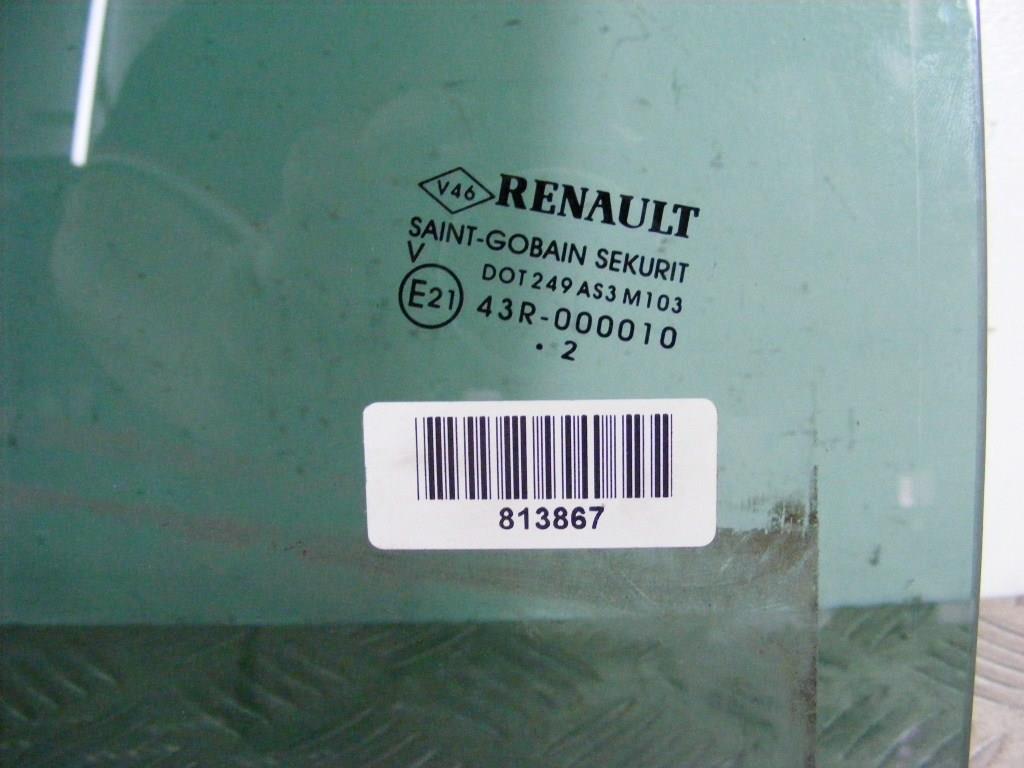 V46 RENAULT
SAINT-GOBAIN SEKURIT
V
DOT 249 AS3 M103
E21 43R-000010
. 2
813867